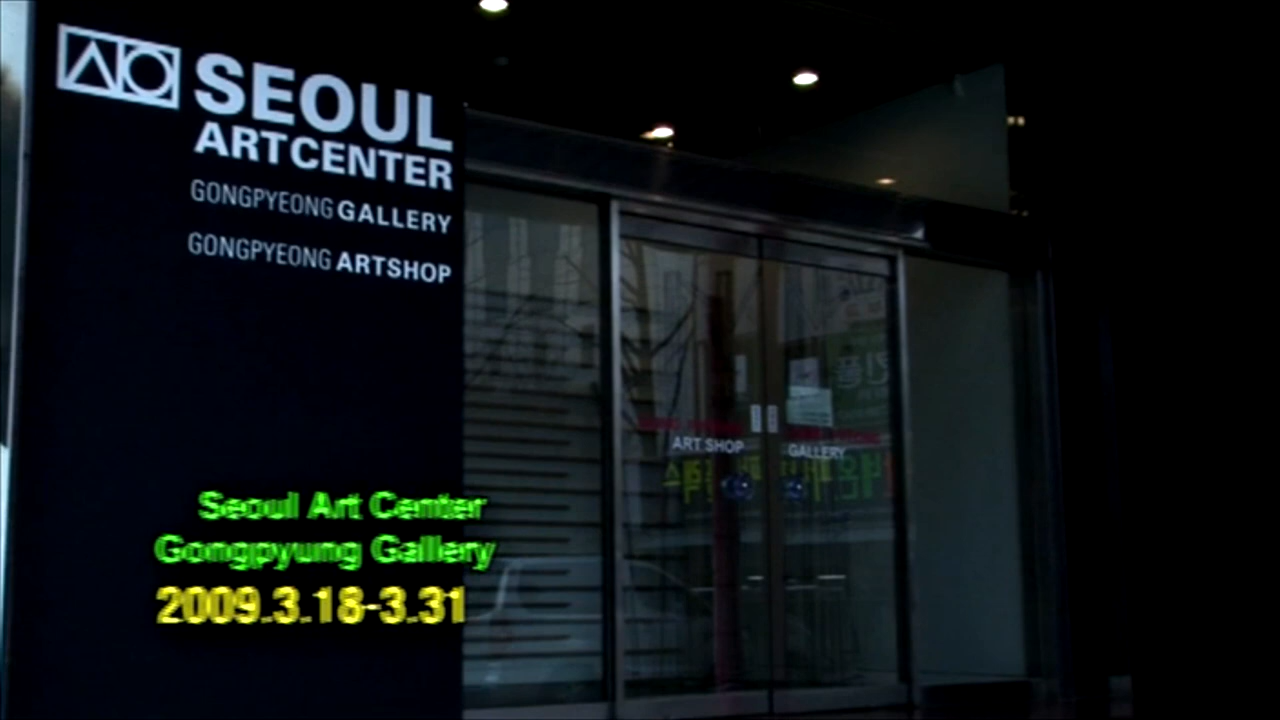 SEOUL
ARTCENTER
GONGPYEONG GALLERY
GONGPYEONG ARTSHOP
ART SHOP
GALLERY
Seoul Art Center
Gongpyung Gallery
2009.3.18-3.31